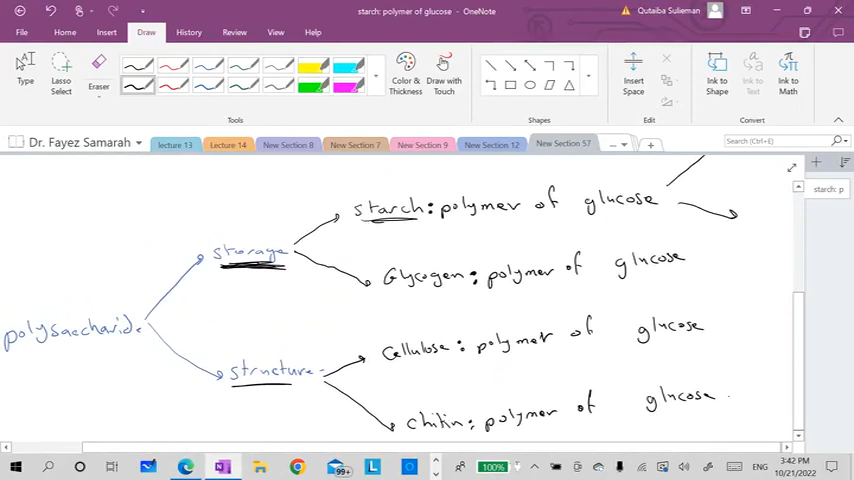 starch: polymer of glucose - OneNote
Qutaiba Sulieman
File Home Insert Draw History Review View Help Share
Type
Lasso Select
Eraser
Color & Thickness
Draw with Touch
Insert Space
Ink to Shape
Ink to Text
Ink to Math
Tools Shapes Edit Convert
Dr. Fayez Samarah
lecture 13 Lecture 14 New Section 8 New Section 7 New Section 9 New Section 12 New Section 57
Search (Ctrl+E)
starch: p
starch: polymer of glucose
storage
Glycogen: polymer of glucose
polysaccharide
cellulose: polymer of glucose
structure
chitin: polymer of glucose
99+
100%
ENG
3:42 PM
10/21/2022